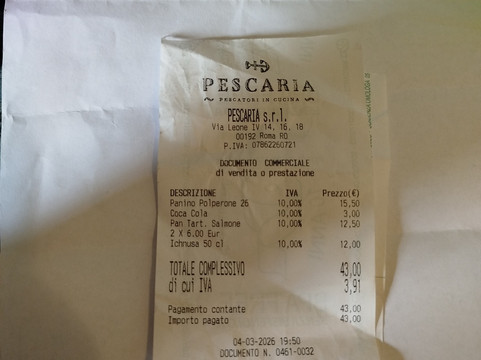 PESCARIA
PESCATORI IN CUCINA
PESCARIA s.r.l.
Via Leone IV 14, 16, 18
00192 Roma RO
P.IVA: 07862260721
DOCUMENTO COMMERCIALE
di vendita o prestazione
DESCRIZIONE IVA Prezzo(€)
Panino Polperone 26 10,00% 15,50
Coca Cola 10,00% 3,00
Pan Tart. Salmone 10,00% 12,50
2 X 6.00 Eur
Ichnusa 50 cl 10,00% 12,00
TOTALE COMPLESSIVO 43,00
di cui IVA 3,91
Pagamento contante 43,00
Importo pagato 43,00
04-03-2026 19:50
DOCUMENTO N. 0461-0032